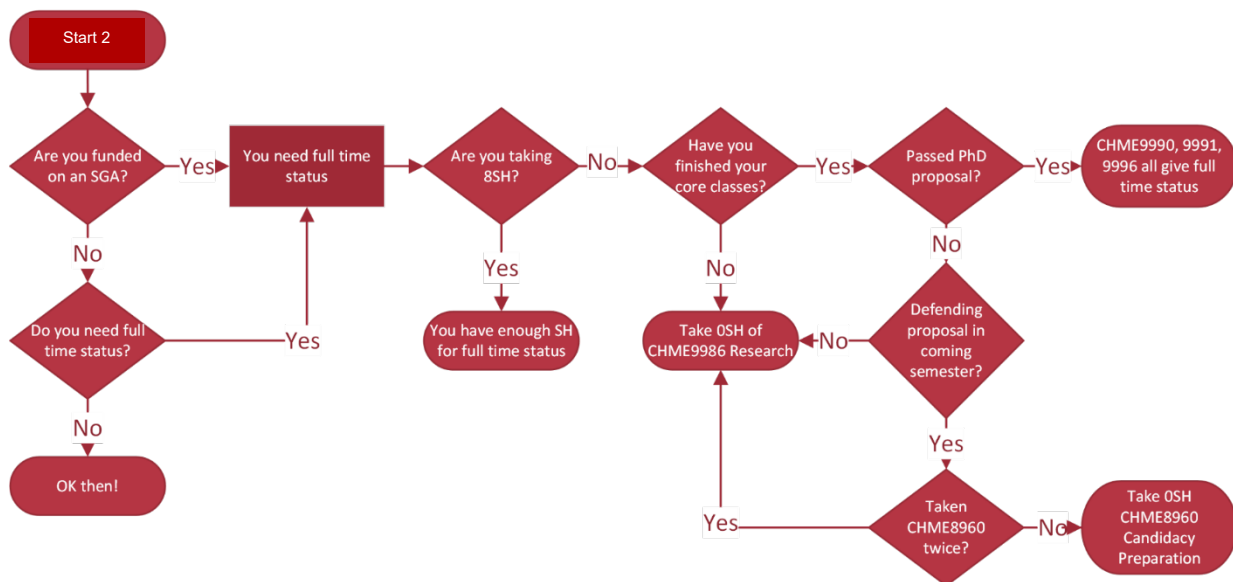 Start 2
Are you funded
on an SGA?
Yes
You need full time
status
Are you taking
8SH?
No
Have you
finished your
core classes?
Yes
Passed PhD
proposal?
Yes
CHME9990, 9991,
9996 all give full
time status
No
Do you need full
time status?
Yes
Yes
You have enough SH
for full time status
No
Take 0SH of
CHME9986 Research
No
No
Defending
proposal in
coming
semester?
No
OK then!
Yes
Taken
CHME8960
twice?
Yes
No
Take 0SH
CHME8960
Candidacy
Preparation